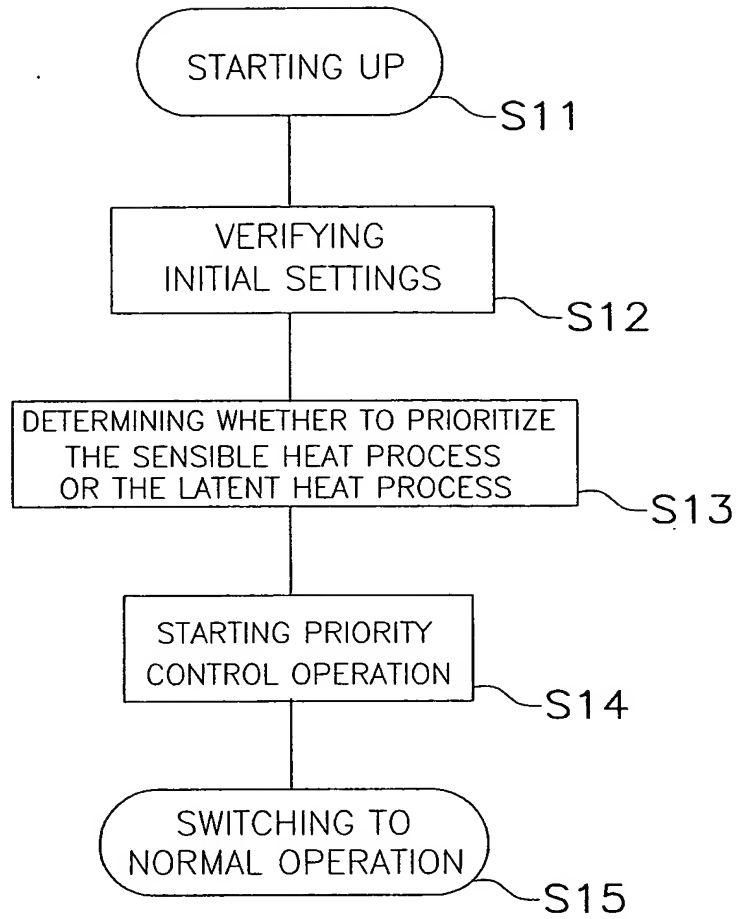 STARTING UP
S11
VERIFYING
INITIAL SETTINGS
S12
DETERMINING WHETHER TO PRIORITIZE
THE SENSIBLE HEAT PROCESS
OR THE LATENT HEAT PROCESS
S13
STARTING PRIORITY
CONTROL OPERATION
S14
SWITCHING TO
NORMAL OPERATION
S15